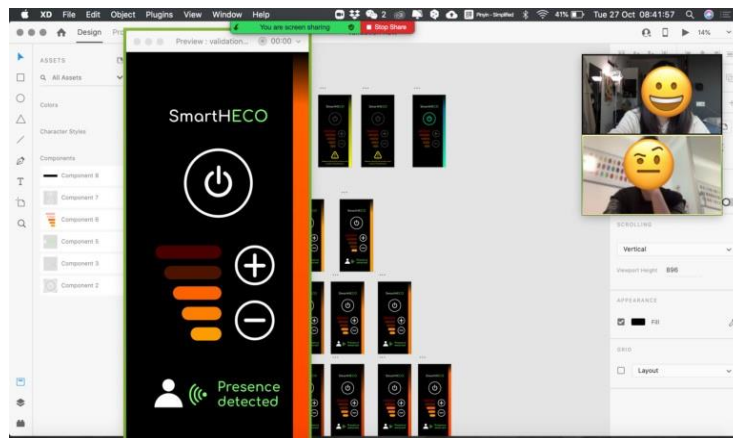 XD File Edit Object Plugins View Window Help
2
Pinyin - Simplified
41%
Tue 27 Oct 08:41:57
You are screen sharing
Stop Share
Design
14%
Preview : validation...
00:00
ASSETS
All Assets
Colors
Character Styles
Components
Component 8
Component 7
Component 6
Component 5
Component 3
Component 2
SmartHECO
Presence
detected
SCROLLING
Vertical
Viewport Height 896
APPEARANCE
Fill
GRID
Layout